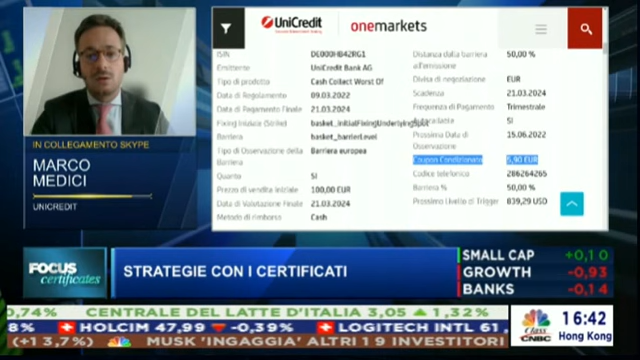 UniCredit
onemarkets
ISIN DE000HB42RG1
Emittente UniCredit Bank AG
Tipo di prodotto Cash Collect Worst Of
Data di Regolamento 09.03.2022
Data di Pagamento Finale 21.03.2024
Fixing Iniziale (Strike) basket_initialFixingUnderlyingSpot
Barriera basket_barrierLevel
Tipo di Osservazione della Barriera Barriera europea
Quanto SI
Prezzo di vendita iniziale 100,00 EUR
Data di Valutazione Finale 21.03.2024
Metodo di rimborso Cash
Distanza dalla barriera all'emissione 50,00 %
Divisa di negoziazione EUR
Scadenza 21.03.2024
Frequenza di Pagamento Trimestrale
SI
Prossima Data di Osservazione 15.06.2022
Coupon Condizionato 5,90 EUR
Codice telefonico 286264265
Barriera % 50,00 %
Prossimo Livello di Trigger 839,29 USD
IN COLLEGAMENTO SKYPE
MARCO
MEDICI
UNICREDIT
FOCUS
certificates
STRATEGIE CON I CERTIFICATI
SMALL CAP +0,10
GROWTH -0,93
BANKS -0,14
0,74% CENTRALE DEL LATTE D'ITALIA 3,05 1,32%
8% HOLCIM 47,99 -0,39% LOGITECH INTL 61,
(+13,7%) MUSK 'INGAGGIA' ALTRI 19 INVESTITORI
Class
CNBC
16:42
Hong Kong